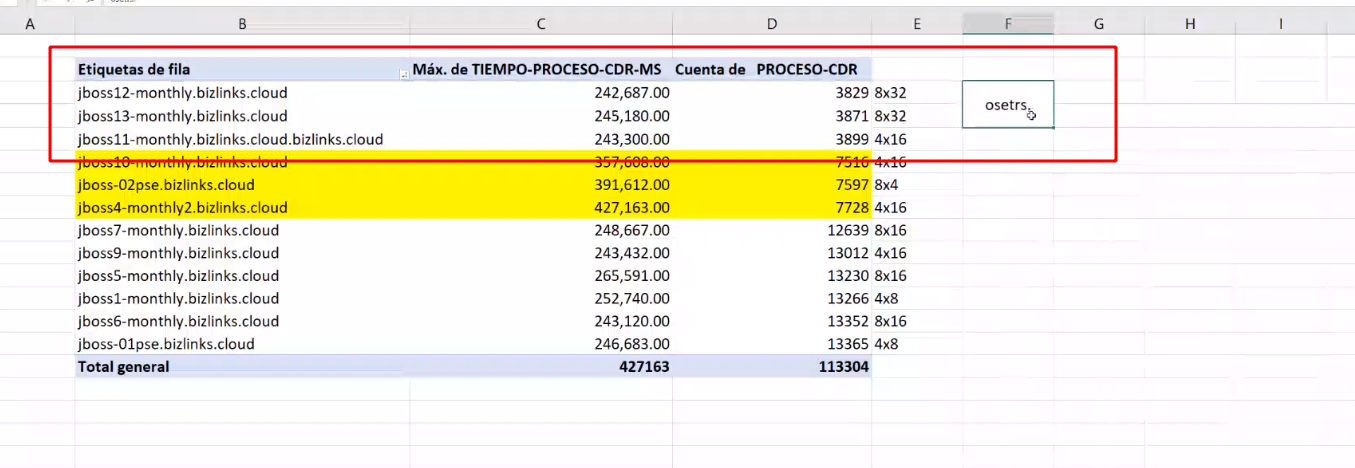 A B C D E F G H I
Etiquetas de fila Máx. de TIEMPO-PROCESO-CDR-MS Cuenta de PROCESO-CDR
jboss12-monthly.bizlinks.cloud 242,687.00 3829 8x32
osetrs.
jboss13-monthly.bizlinks.cloud 245,180.00 3871 8x32
jboss11-monthly.bizlinks.cloud.bizlinks.cloud 243,300.00 3899 4x16
jboss10-monthly.bizlinks.cloud 357,608.00 7516 4x16
jboss-02pse.bizlinks.cloud 391,612.00 7597 8x4
jboss4-monthly2.bizlinks.cloud 427,163.00 7728 4x16
jboss7-monthly.bizlinks.cloud 248,667.00 12639 8x16
jboss9-monthly.bizlinks.cloud 243,432.00 13012 4x16
jboss5-monthly.bizlinks.cloud 265,591.00 13230 8x16
jboss1-monthly.bizlinks.cloud 252,740.00 13266 4x8
jboss6-monthly.bizlinks.cloud 243,120.00 13352 8x16
jboss-01pse.bizlinks.cloud 246,683.00 13365 4x8
Total general 427163 113304